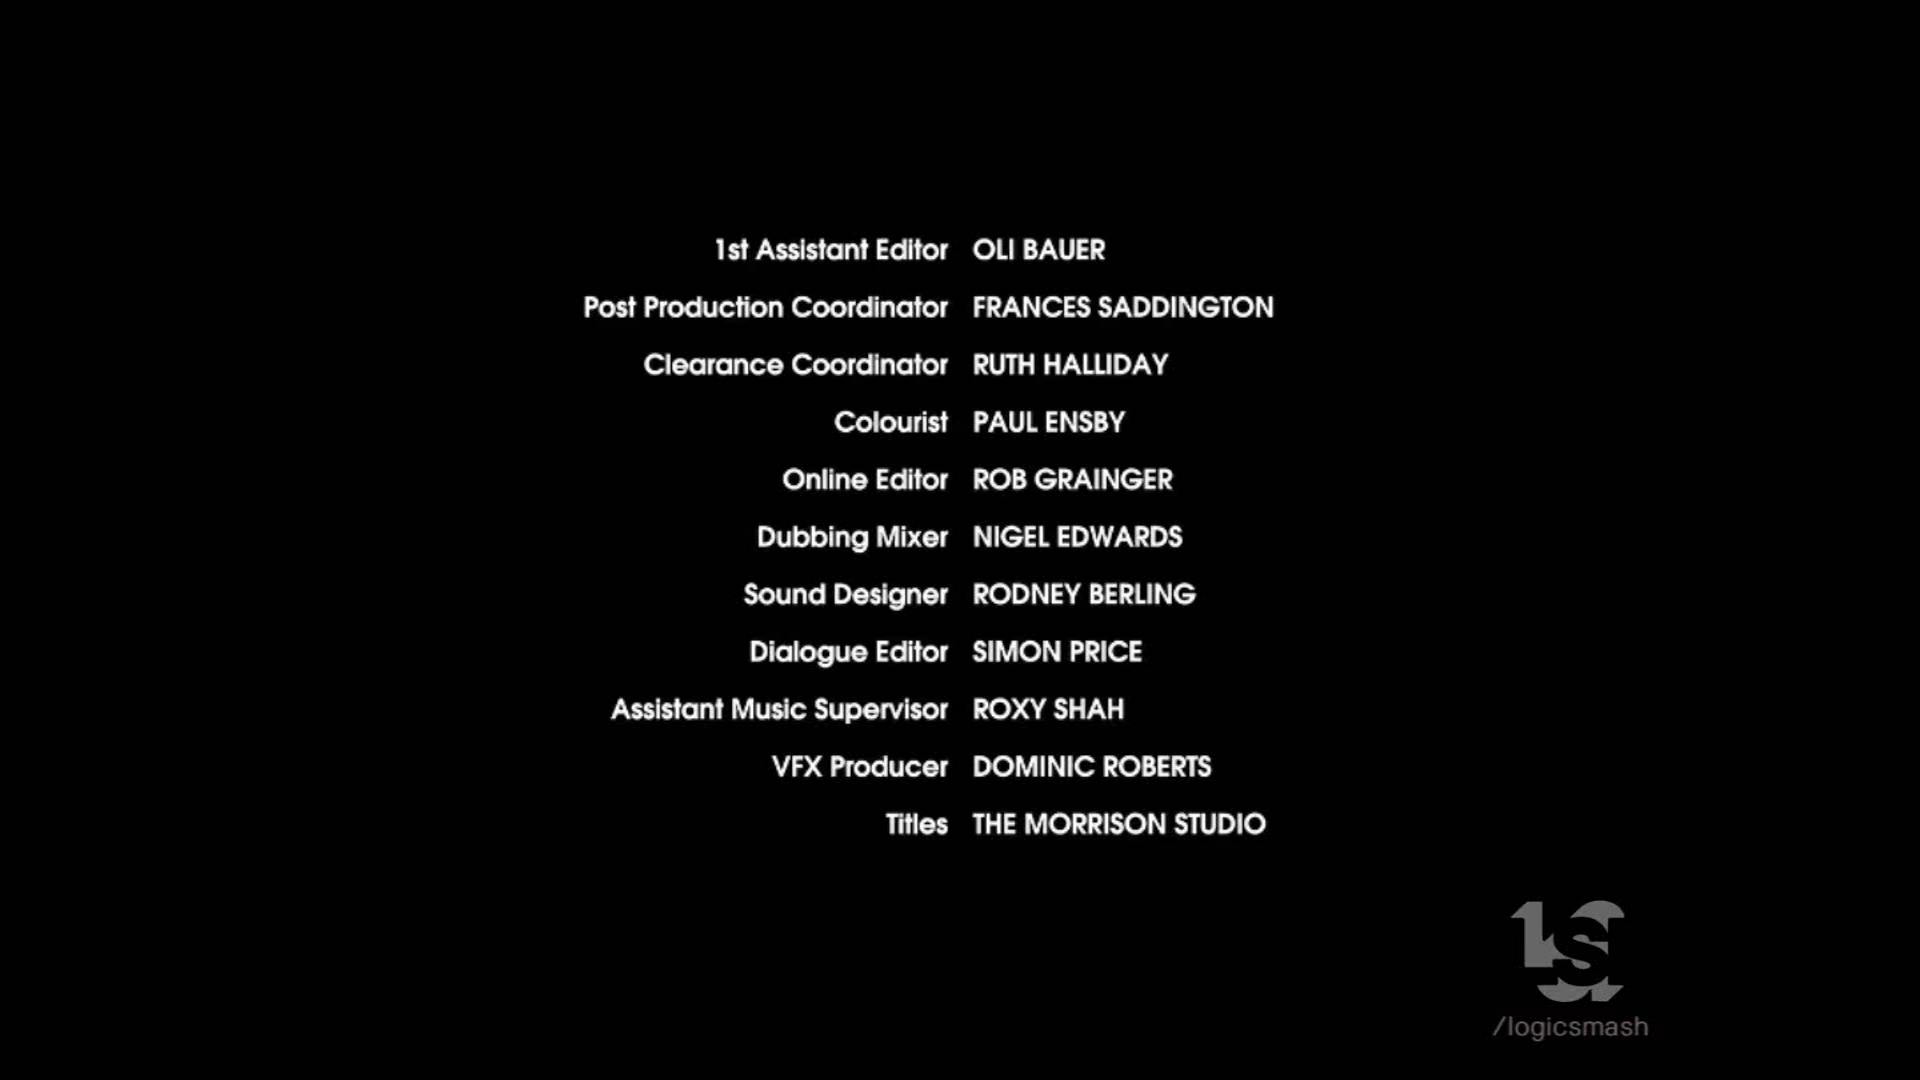 1st Assistant Editor OLI BAUER
Post Production Coordinator FRANCES SADDINGTON
Clearance Coordinator RUTH HALLIDAY
Colourist PAUL ENSBY
Online Editor ROB GRAINGER
Dubbing Mixer NIGEL EDWARDS
Sound Designer RODNEY BERLING
Dialogue Editor SIMON PRICE
Assistant Music Supervisor ROXY SHAH
VFX Producer DOMINIC ROBERTS
Titles THE MORRISON STUDIO
/logicsmash